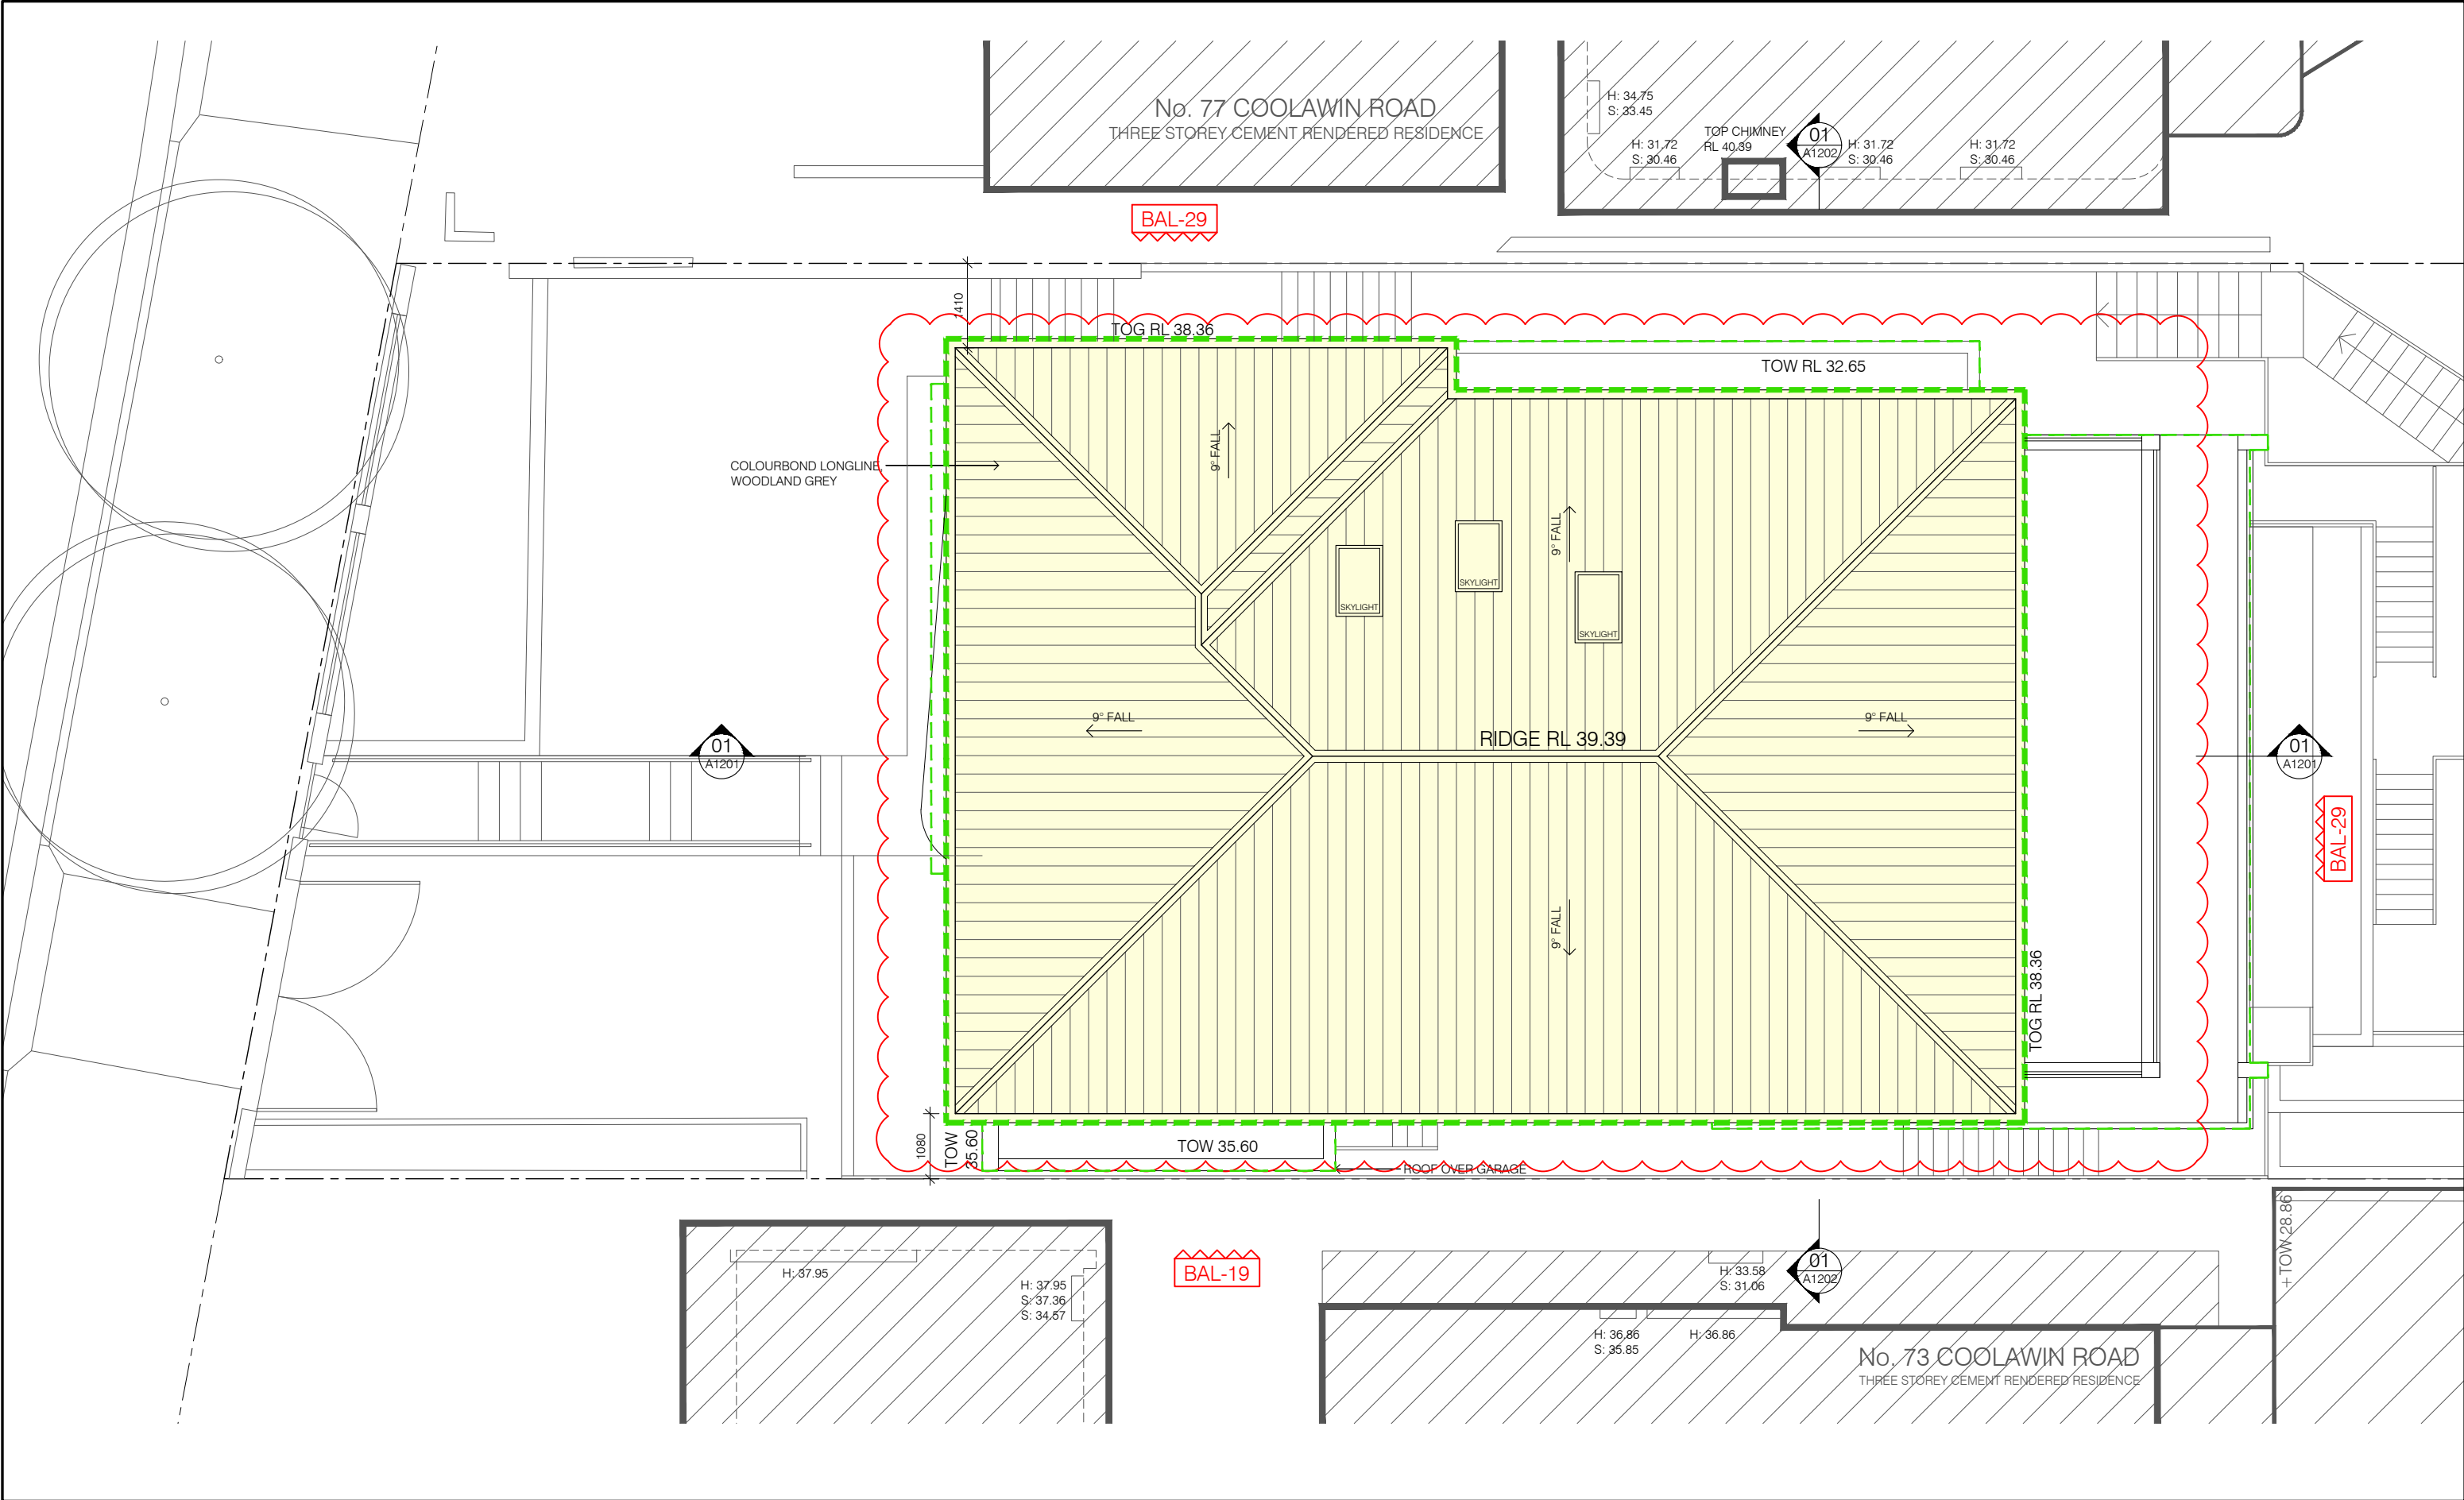 No. 77 COOLAWIN ROAD
THREE STOREY CEMENT RENDERED RESIDENCE
H: 34.75
S: 33.45
H: 31.72
S: 30.46
TOP CHIMNEY
RL 40.39
01
A1202
H: 31.72
S: 30.46
H: 31.72
S: 30.46
BAL-29
1410
TOG RL 38.36
TOW RL 32.65
COLOURBOND LONGLINE,
WOODLAND GREY
9° FALL
9° FALL
SKYLIGHT
SKYLIGHT
SKYLIGHT
9° FALL
9° FALL
RIDGE RL 39.39
01
A1201
01
A1201
BAL-29
9° FALL
TOG RL 38.36
1080
TOW
35.60
TOW 35.60
ROOF OVER GARAGE
+TOW 28.86
BAL-19
H: 37.95
H: 37.95
S: 37.36
S: 34.57
H: 33.58
S: 31.06
01
A1202
H: 36.86
S: 35.85
H: 36.86
No. 73 COOLAWIN ROAD
THREE STOREY CEMENT RENDERED RESIDENCE